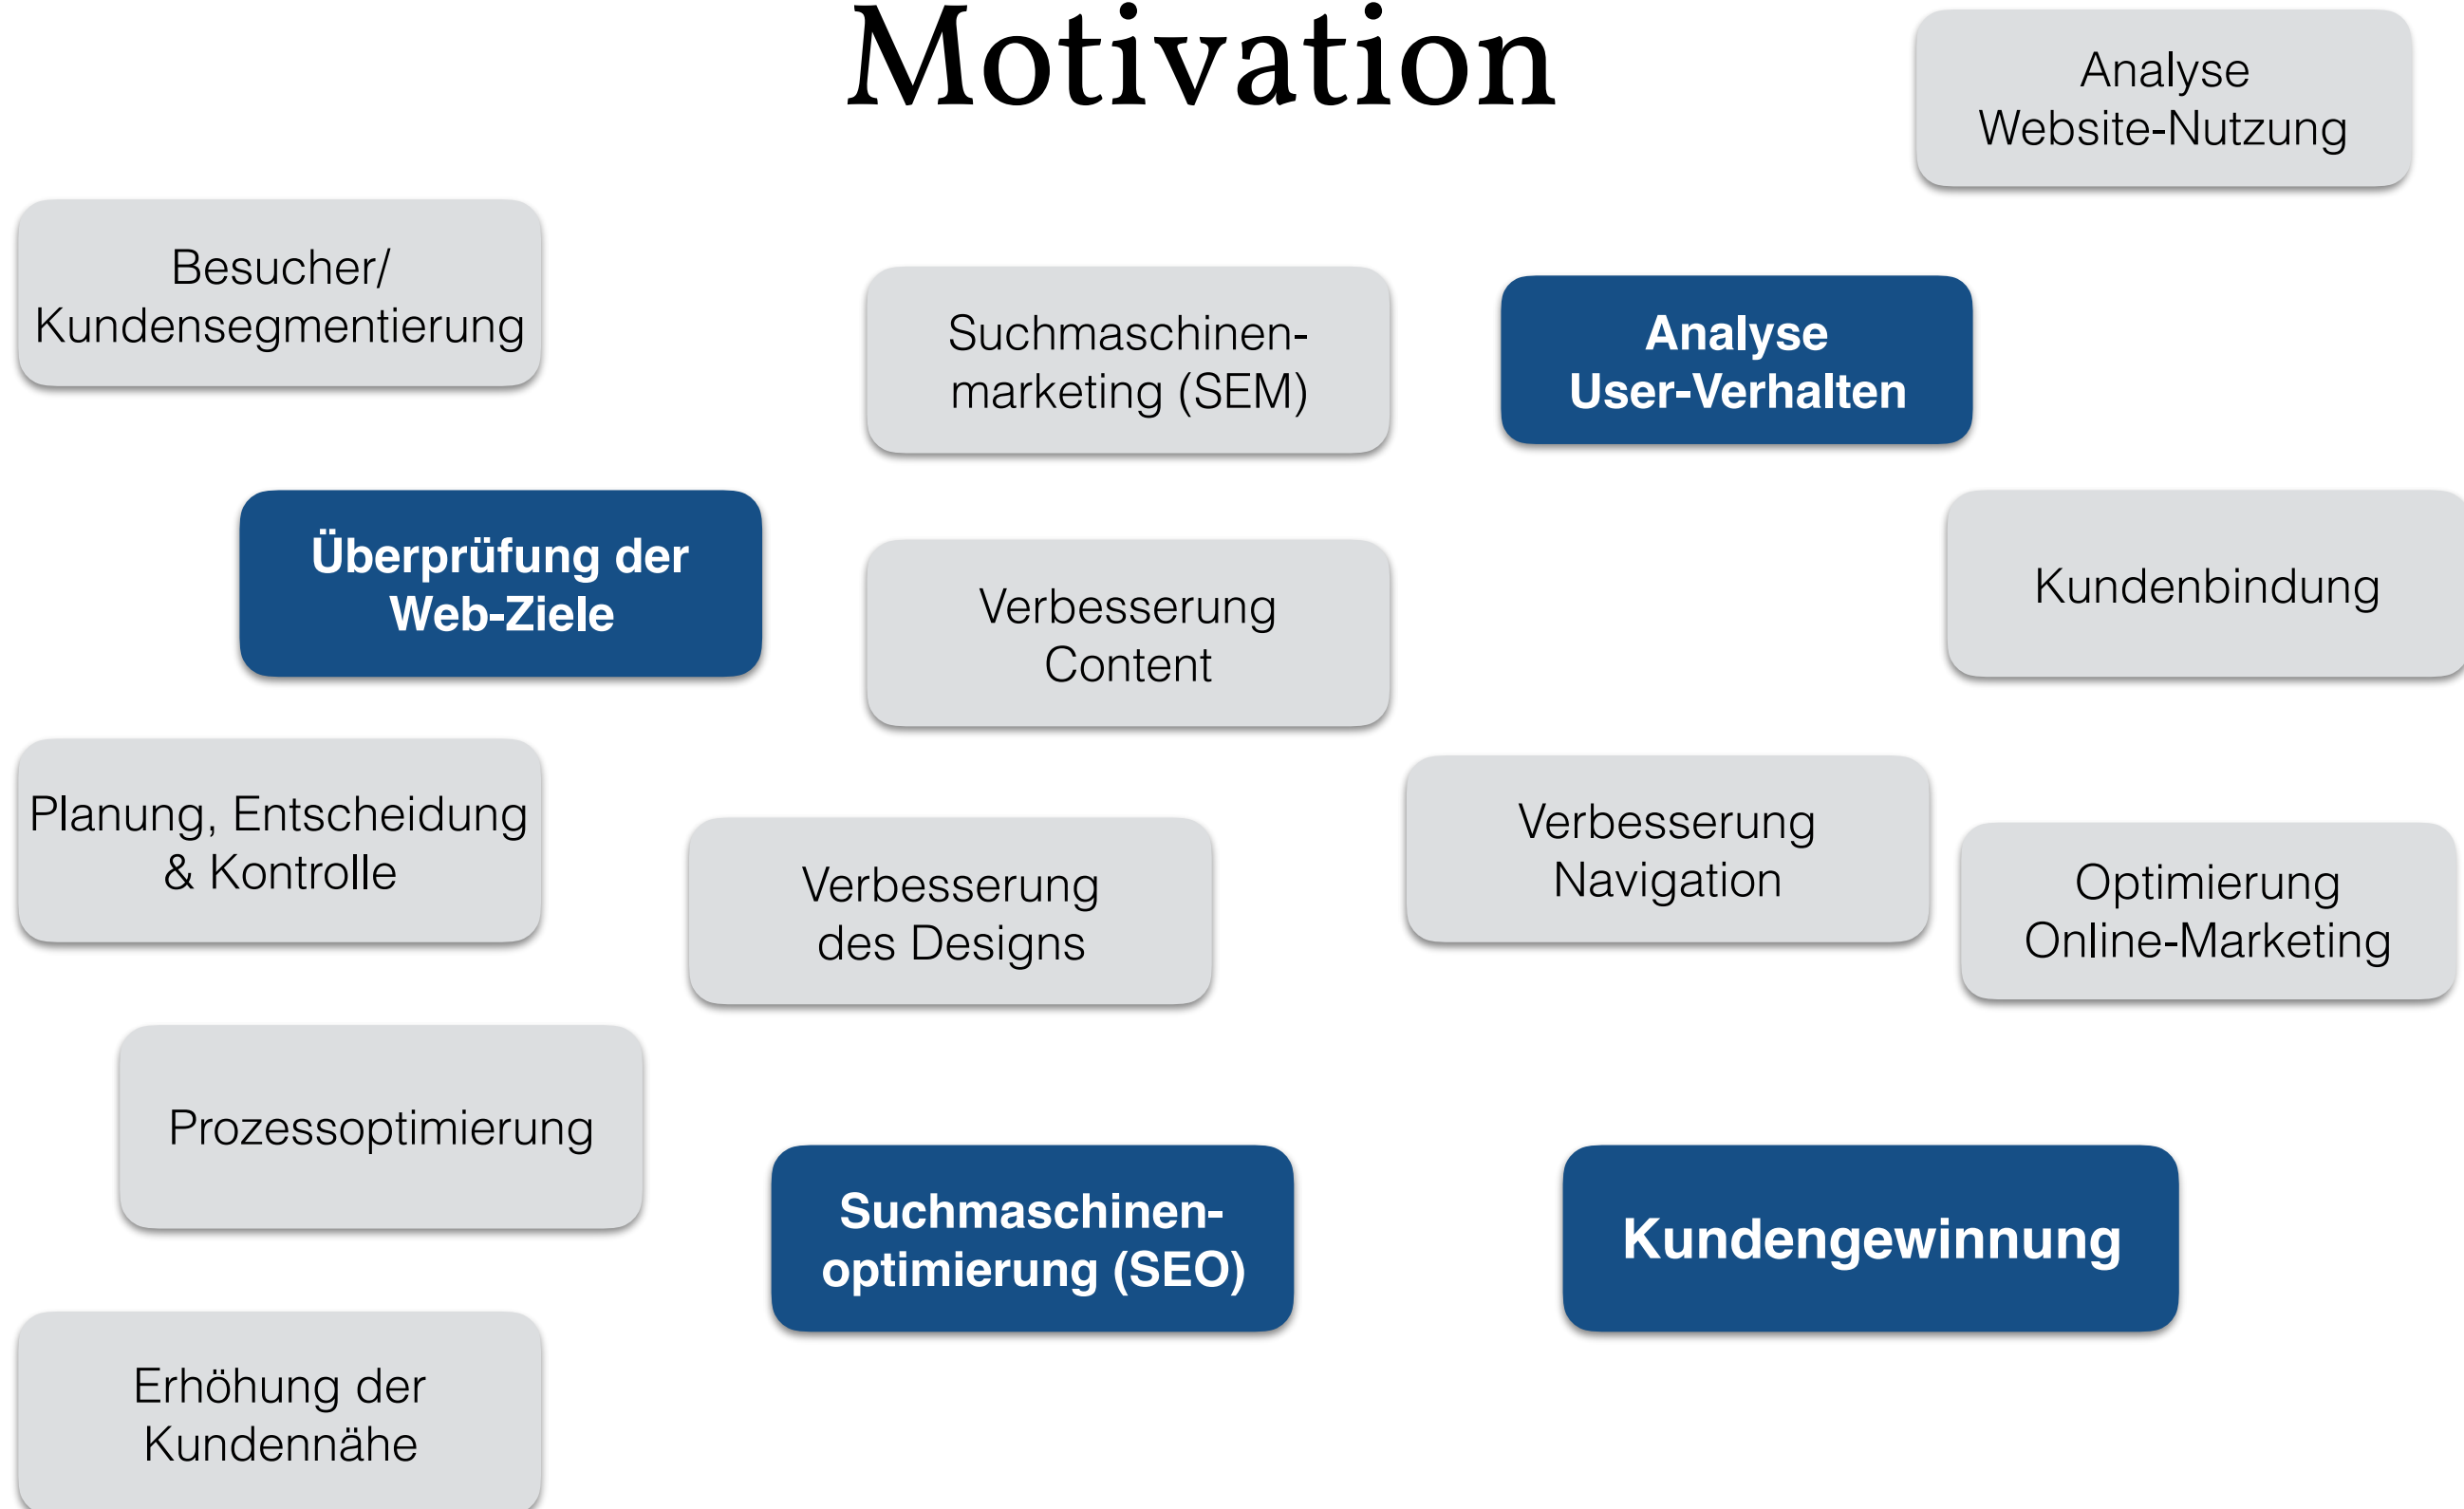 Motivation
Analyse
Website-Nutzung
Besucher/
Kundensegmentierung
Suchmaschinen-
marketing (SEM)
Analyse
User-Verhalten
Überprüfung der
Web-Ziele
Verbesserung
Content
Kundenbindung
Planung, Entscheidung
& Kontrolle
Verbesserung
des Designs
Verbesserung
Navigation
Optimierung
Online-Marketing
Prozessoptimierung
Suchmaschinen-
optimierung (SEO)
Kundengewinnung
Erhöhung der
Kundennähe